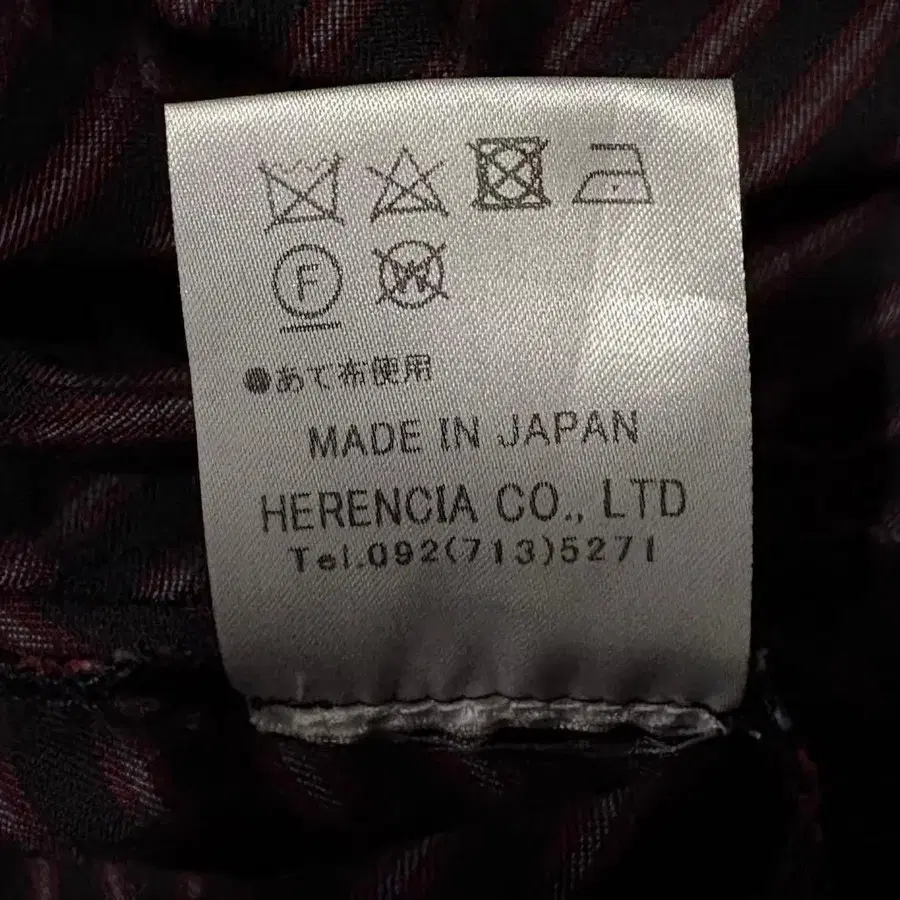 F W
●あて布使用
MADE IN JAPAN
HERENCIA CO., LTD
Tel.092(713)5271